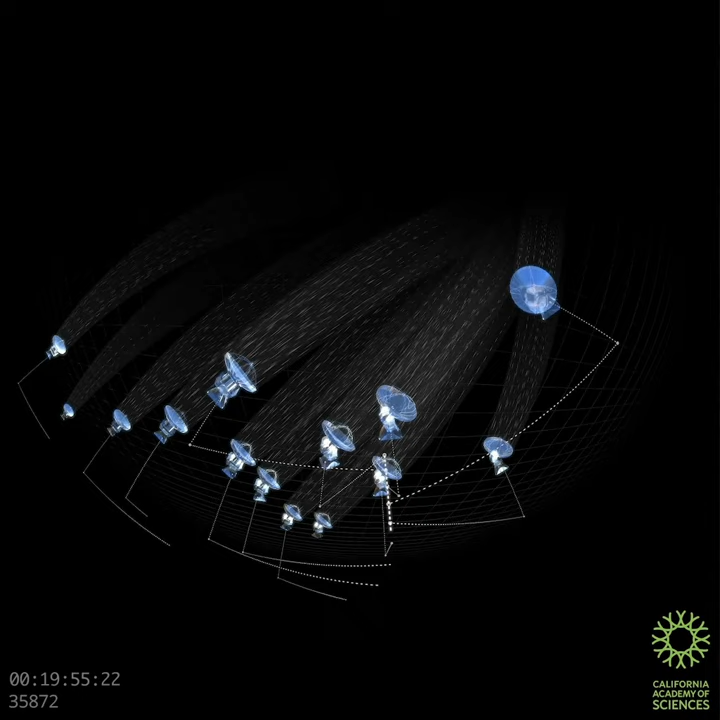 00:19:55:22
35872
CALIFORNIA
ACADEMY OF
SCIENCES